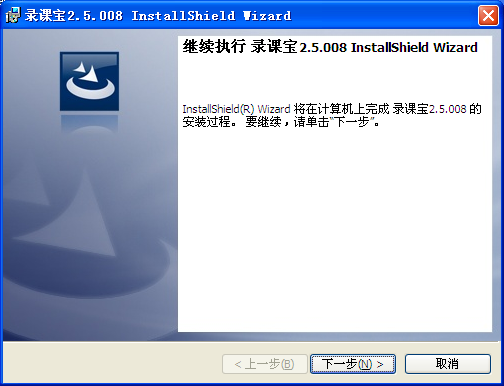 录课宝2.5.008 InstallShield Wizard
继续执行 录课宝2.5.008 InstallShield Wizard
InstallShield(R) Wizard 将在计算机上完成 录课宝2.5.008 的
安装过程。 要继续，请单击“下一步”。
< 上一步(B) 下一步(N) > 取消